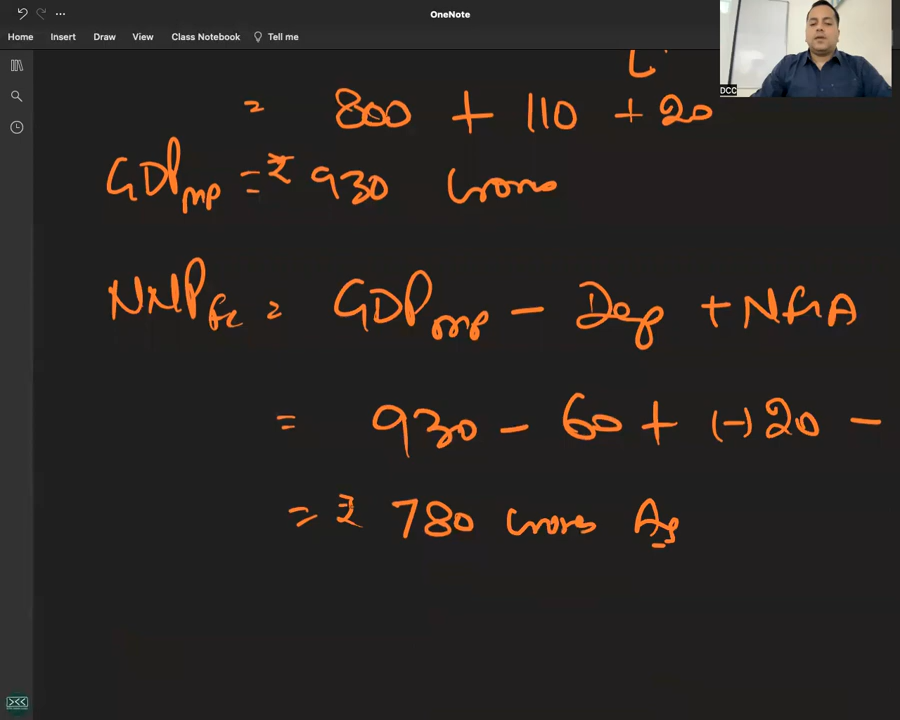 OneNote
Home Insert Draw View Class Notebook Tell me
DCC
= 800 + 110 + 20
GDPmp = ₹ 930 Crores
NNPfc = GDPmp - Dep + NFIA
= 930 - 60 + (-) 20 -
= ₹ 780 Crores Ans